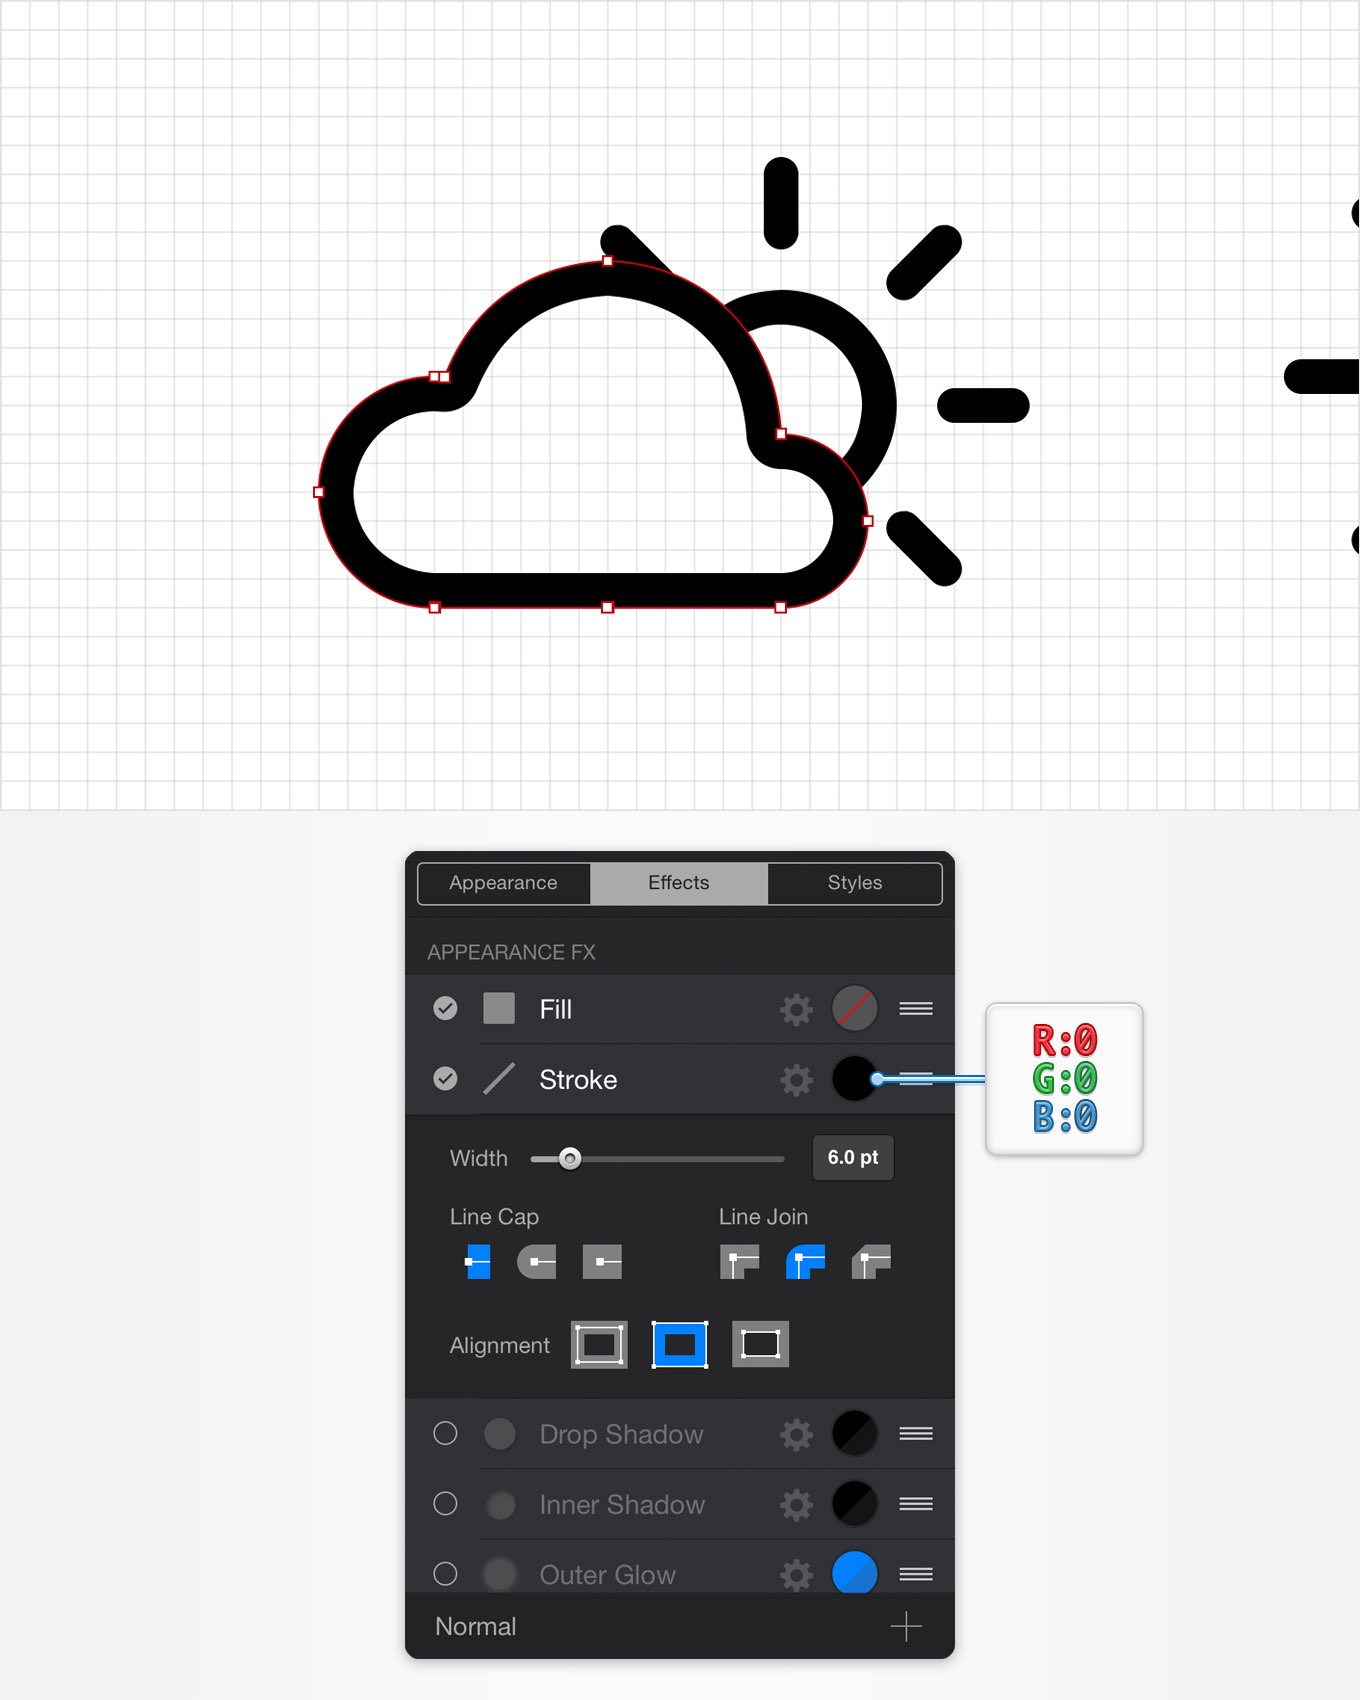 Appearance
Effects
Styles
APPEARANCE FX
Fill
Stroke
R:0
G:0
B:0
Width
6.0 pt
Line Cap
Line Join
Alignment
Drop Shadow
Inner Shadow
Outer Glow
Normal